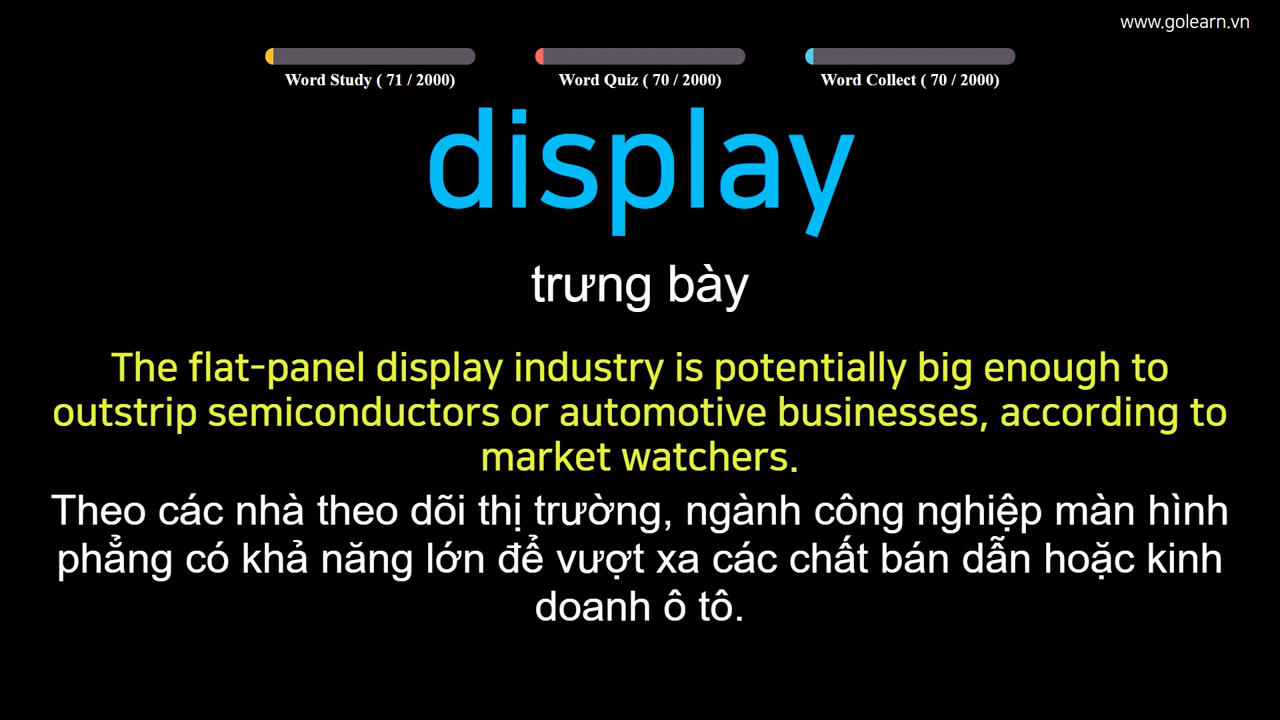 www.golearn.vn
Word Study ( 71 / 2000)
Word Quiz ( 70 / 2000)
Word Collect ( 70 / 2000)
display
trưng bày
The flat-panel display industry is potentially big enough to
outstrip semiconductors or automotive businesses, according to
market watchers.
Theo các nhà theo dõi thị trường, ngành công nghiệp màn hình
phẳng có khả năng lớn để vượt xa các chất bán dẫn hoặc kinh
doanh ô tô.